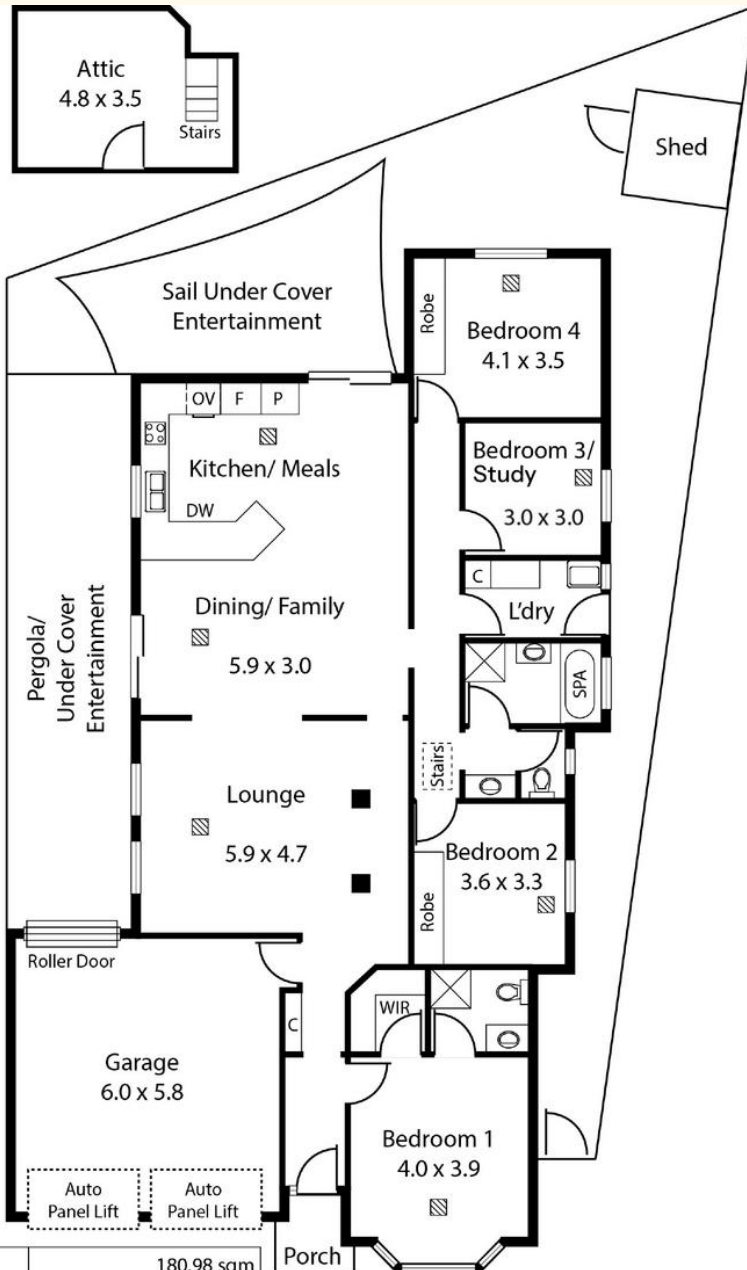 Attic
4.8 x 3.5
Stairs
Shed
Sail Under Cover
Entertainment
Robe
Bedroom 4
4.1 x 3.5
OV
F
P
Kitchen/ Meals
DW
Bedroom 3/
Study
3.0 x 3.0
C
L'dry
Dining/ Family
5.9 x 3.0
Pergola/
Under Cover
Entertainment
SPA
Stairs
Lounge
5.9 x 4.7
Bedroom 2
3.6 x 3.3
Robe
Roller Door
WIR
C
Garage
6.0 x 5.8
Bedroom 1
4.0 x 3.9
Auto
Panel Lift
Auto
Panel Lift
Porch
180.98 sqm